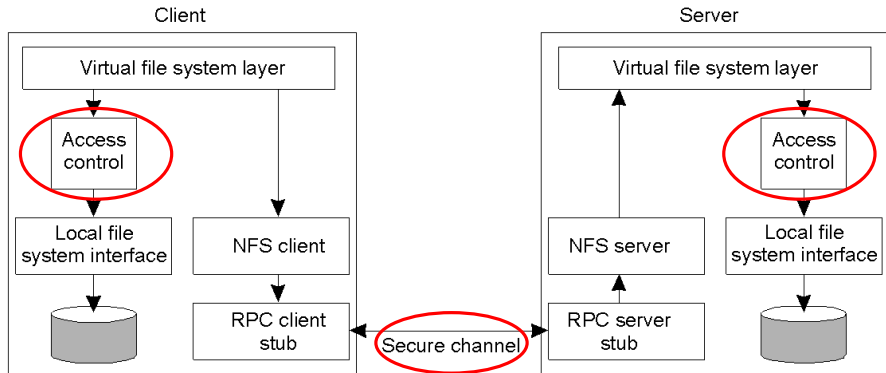 Client
Server
Virtual file system layer
Virtual file system layer
Access
control
Access
control
Local file
system interface
NFS client
NFS server
Local file
system interface
RPC client
stub
Secure channel
RPC server
stub